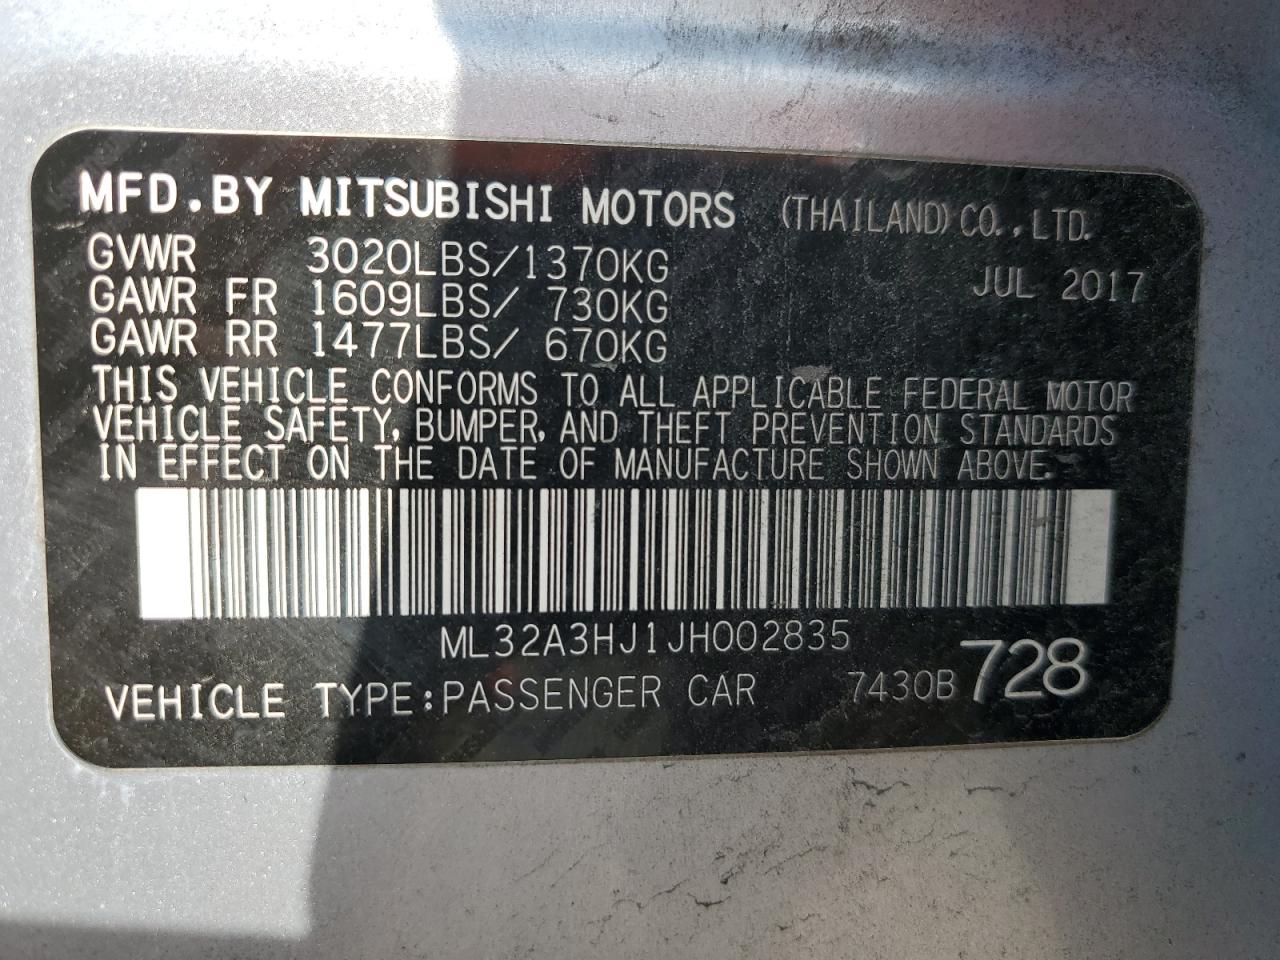 MFD.BY MITSUBISHI MOTORS (THAILAND) CO.,LTD.
GVWR 3020LBS/1370KG JUL 2017
GAWR FR 1609LBS/ 730KG
GAWR RR 1477LBS/ 670KG
THIS VEHICLE CONFORMS TO ALL APPLICABLE FEDERAL MOTOR
VEHICLE SAFETY, BUMPER, AND THEFT PREVENTION STANDARDS
IN EFFECT ON THE DATE OF MANUFACTURE SHOWN ABOVE.
ML32A3HJ1JH002835
VEHICLE TYPE:PASSENGER CAR 7430B 728